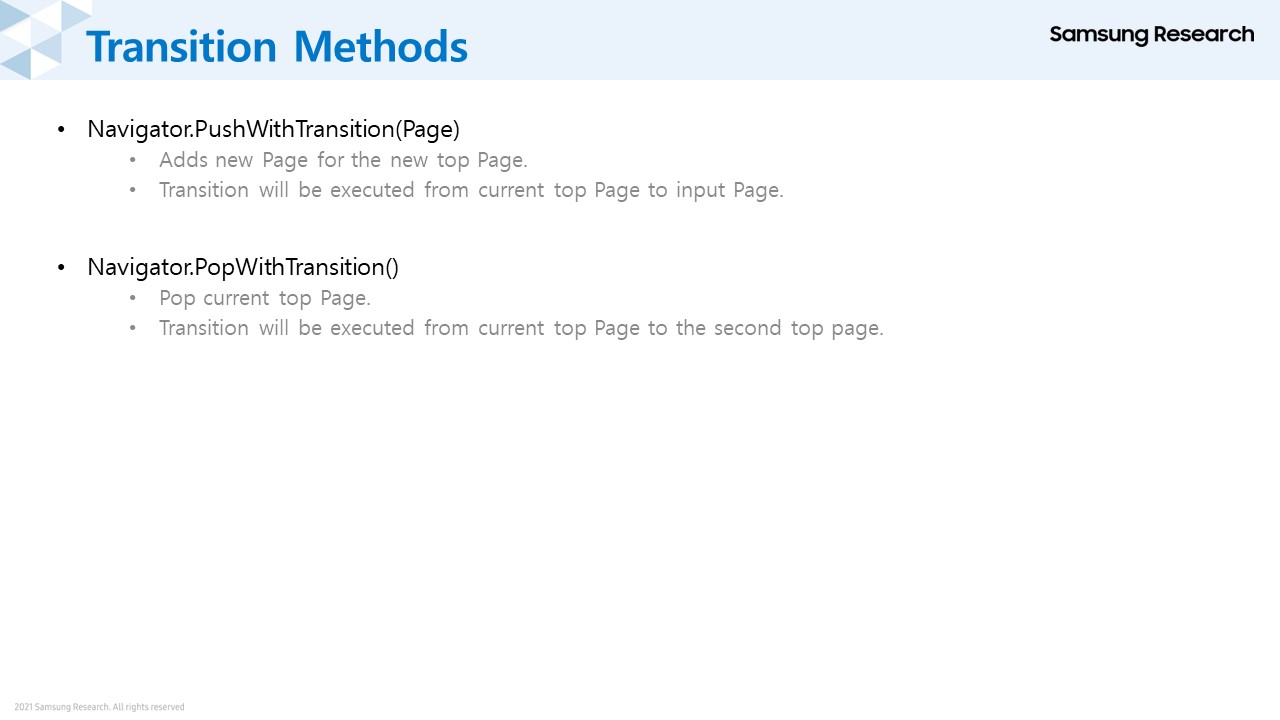 Transition Methods
Samsung Research
• Navigator.PushWithTransition(Page)
• Adds new Page for the new top Page.
• Transition will be executed from current top Page to input Page.
• Navigator.PopWithTransition()
• Pop current top Page.
• Transition will be executed from current top Page to the second top page.
2021 Samsung Research. All rights reserved